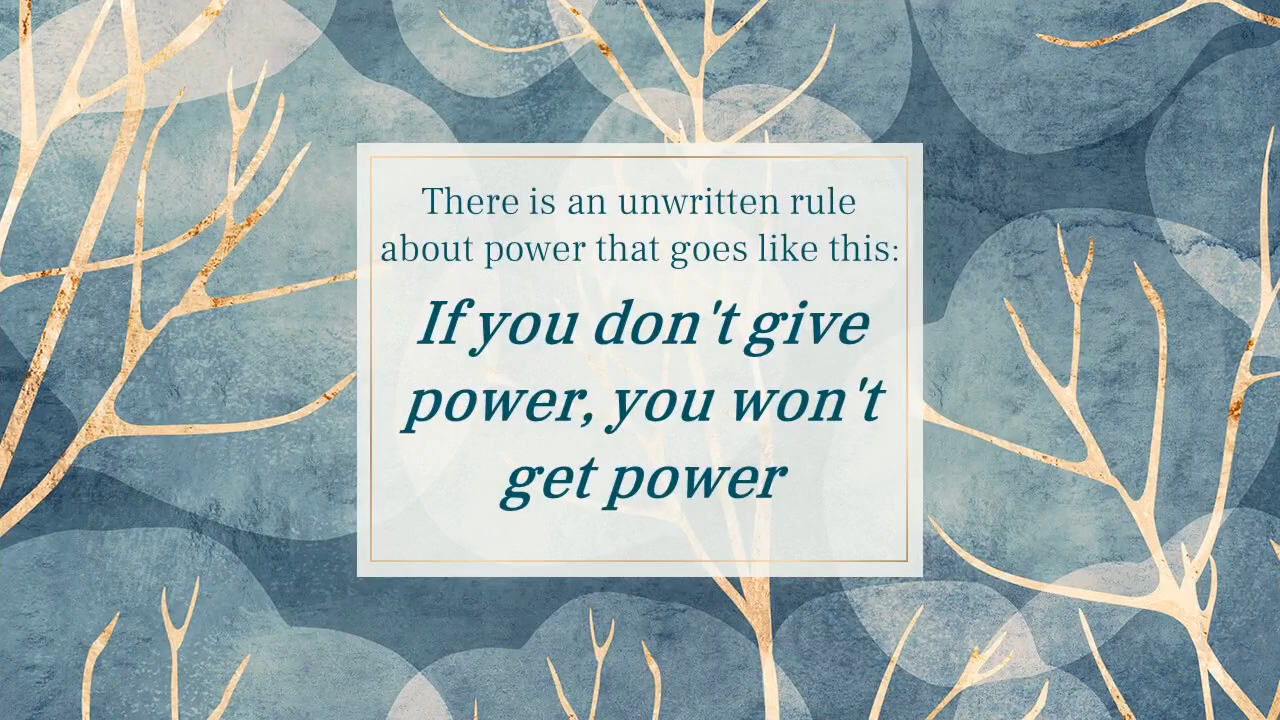 There is an unwritten rule
about power that goes like this:
If you don't give
power, you won't
get power